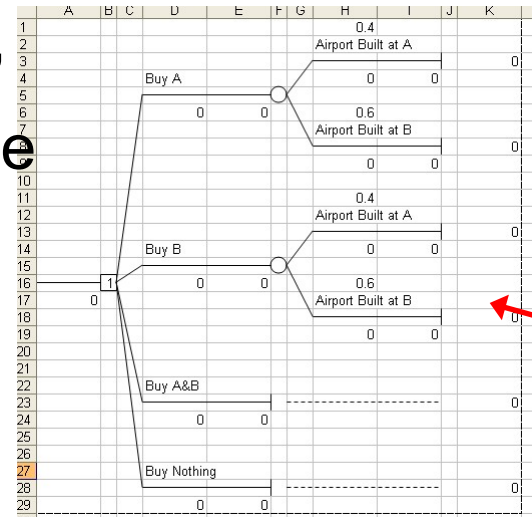 A B C D E F G H I J K
1 0.4
2 Airport Built at A
3 0
4 Buy A 0 0
5
6 0 0 0.6
7 Airport Built at B
e 0
0 0
10
11 0.4
12 Airport Built at A
13 0
14 Buy B 0 0
15
16 1 0 0 0.6
17 0 Airport Built at B
18 0
19 0 0
20
21
22 Buy A&B
23 0
24 0 0
25
26
27 Buy Nothing
28 0
29 0 0